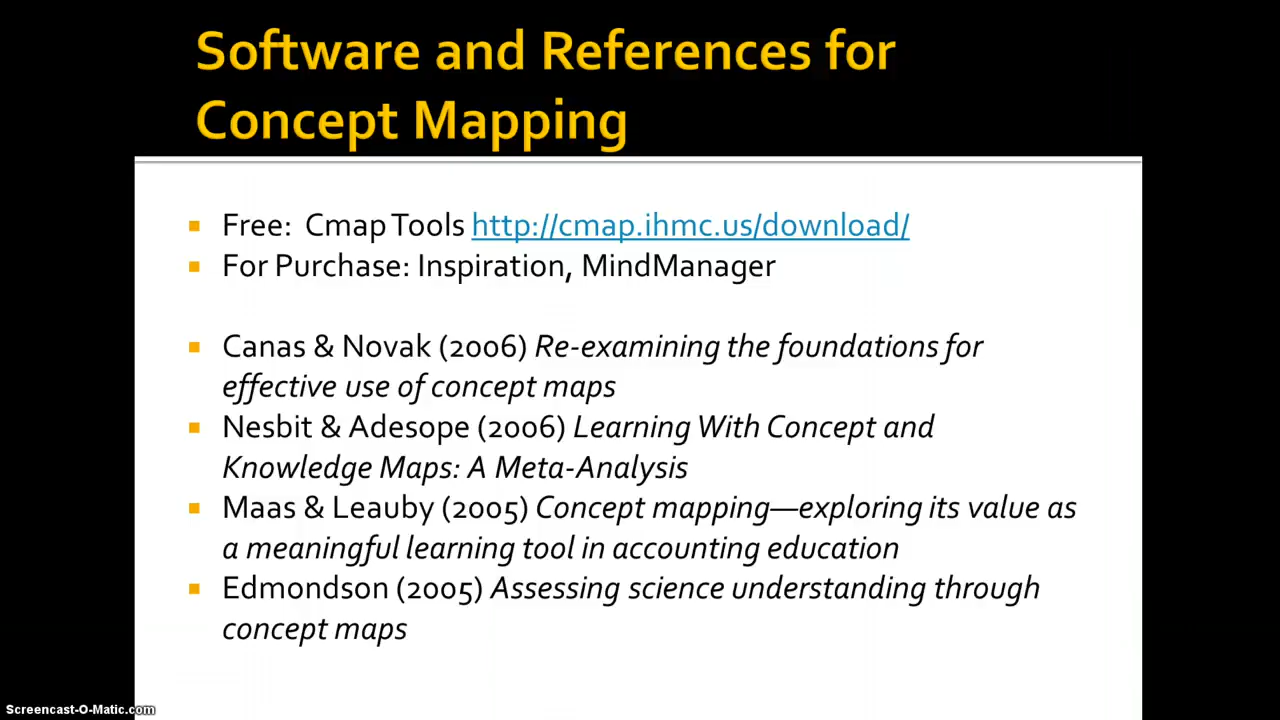 Software and References for
Concept Mapping
Free:  Cmap Tools http://cmap.ihmc.us/download/
For Purchase: Inspiration, MindManager
Canas & Novak (2006) Re-examining the foundations for
effective use of concept maps
Nesbit & Adesope (2006) Learning With Concept and
Knowledge Maps: A Meta-Analysis
Maas & Leauby (2005) Concept mapping—exploring its value as
a meaningful learning tool in accounting education
Edmondson (2005) Assessing science understanding through
concept maps
Screencast-O-Matic.com